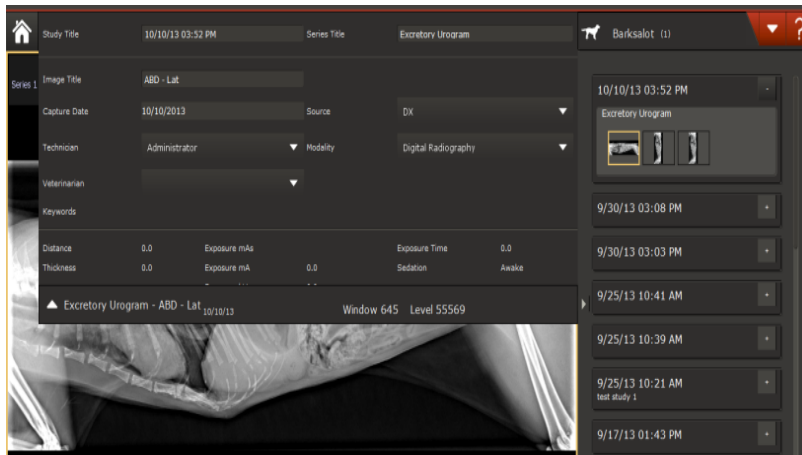 Study Title 10/10/13 03:52 PM Series Title Excretory Urogram
Barksalot (1)
?
Series 1
Image Title ABD - Lat
Capture Date 10/10/2013 Source DX
Technician Administrator Modality Digital Radiography
Veterinarian
Keywords
Distance 0.0 Exposure mAs Exposure Time 0.0
Thickness 0.0 Exposure mA 0.0 Sedation Awake
Excretory Urogram - ABD - Lat 10/10/13 Window 645 Level 55569
10/10/13 03:52 PM -
Excretory Urogram
9/30/13 03:08 PM +
9/30/13 03:03 PM +
9/25/13 10:41 AM +
9/25/13 10:39 AM +
9/25/13 10:21 AM +
test study 1
9/17/13 01:43 PM +